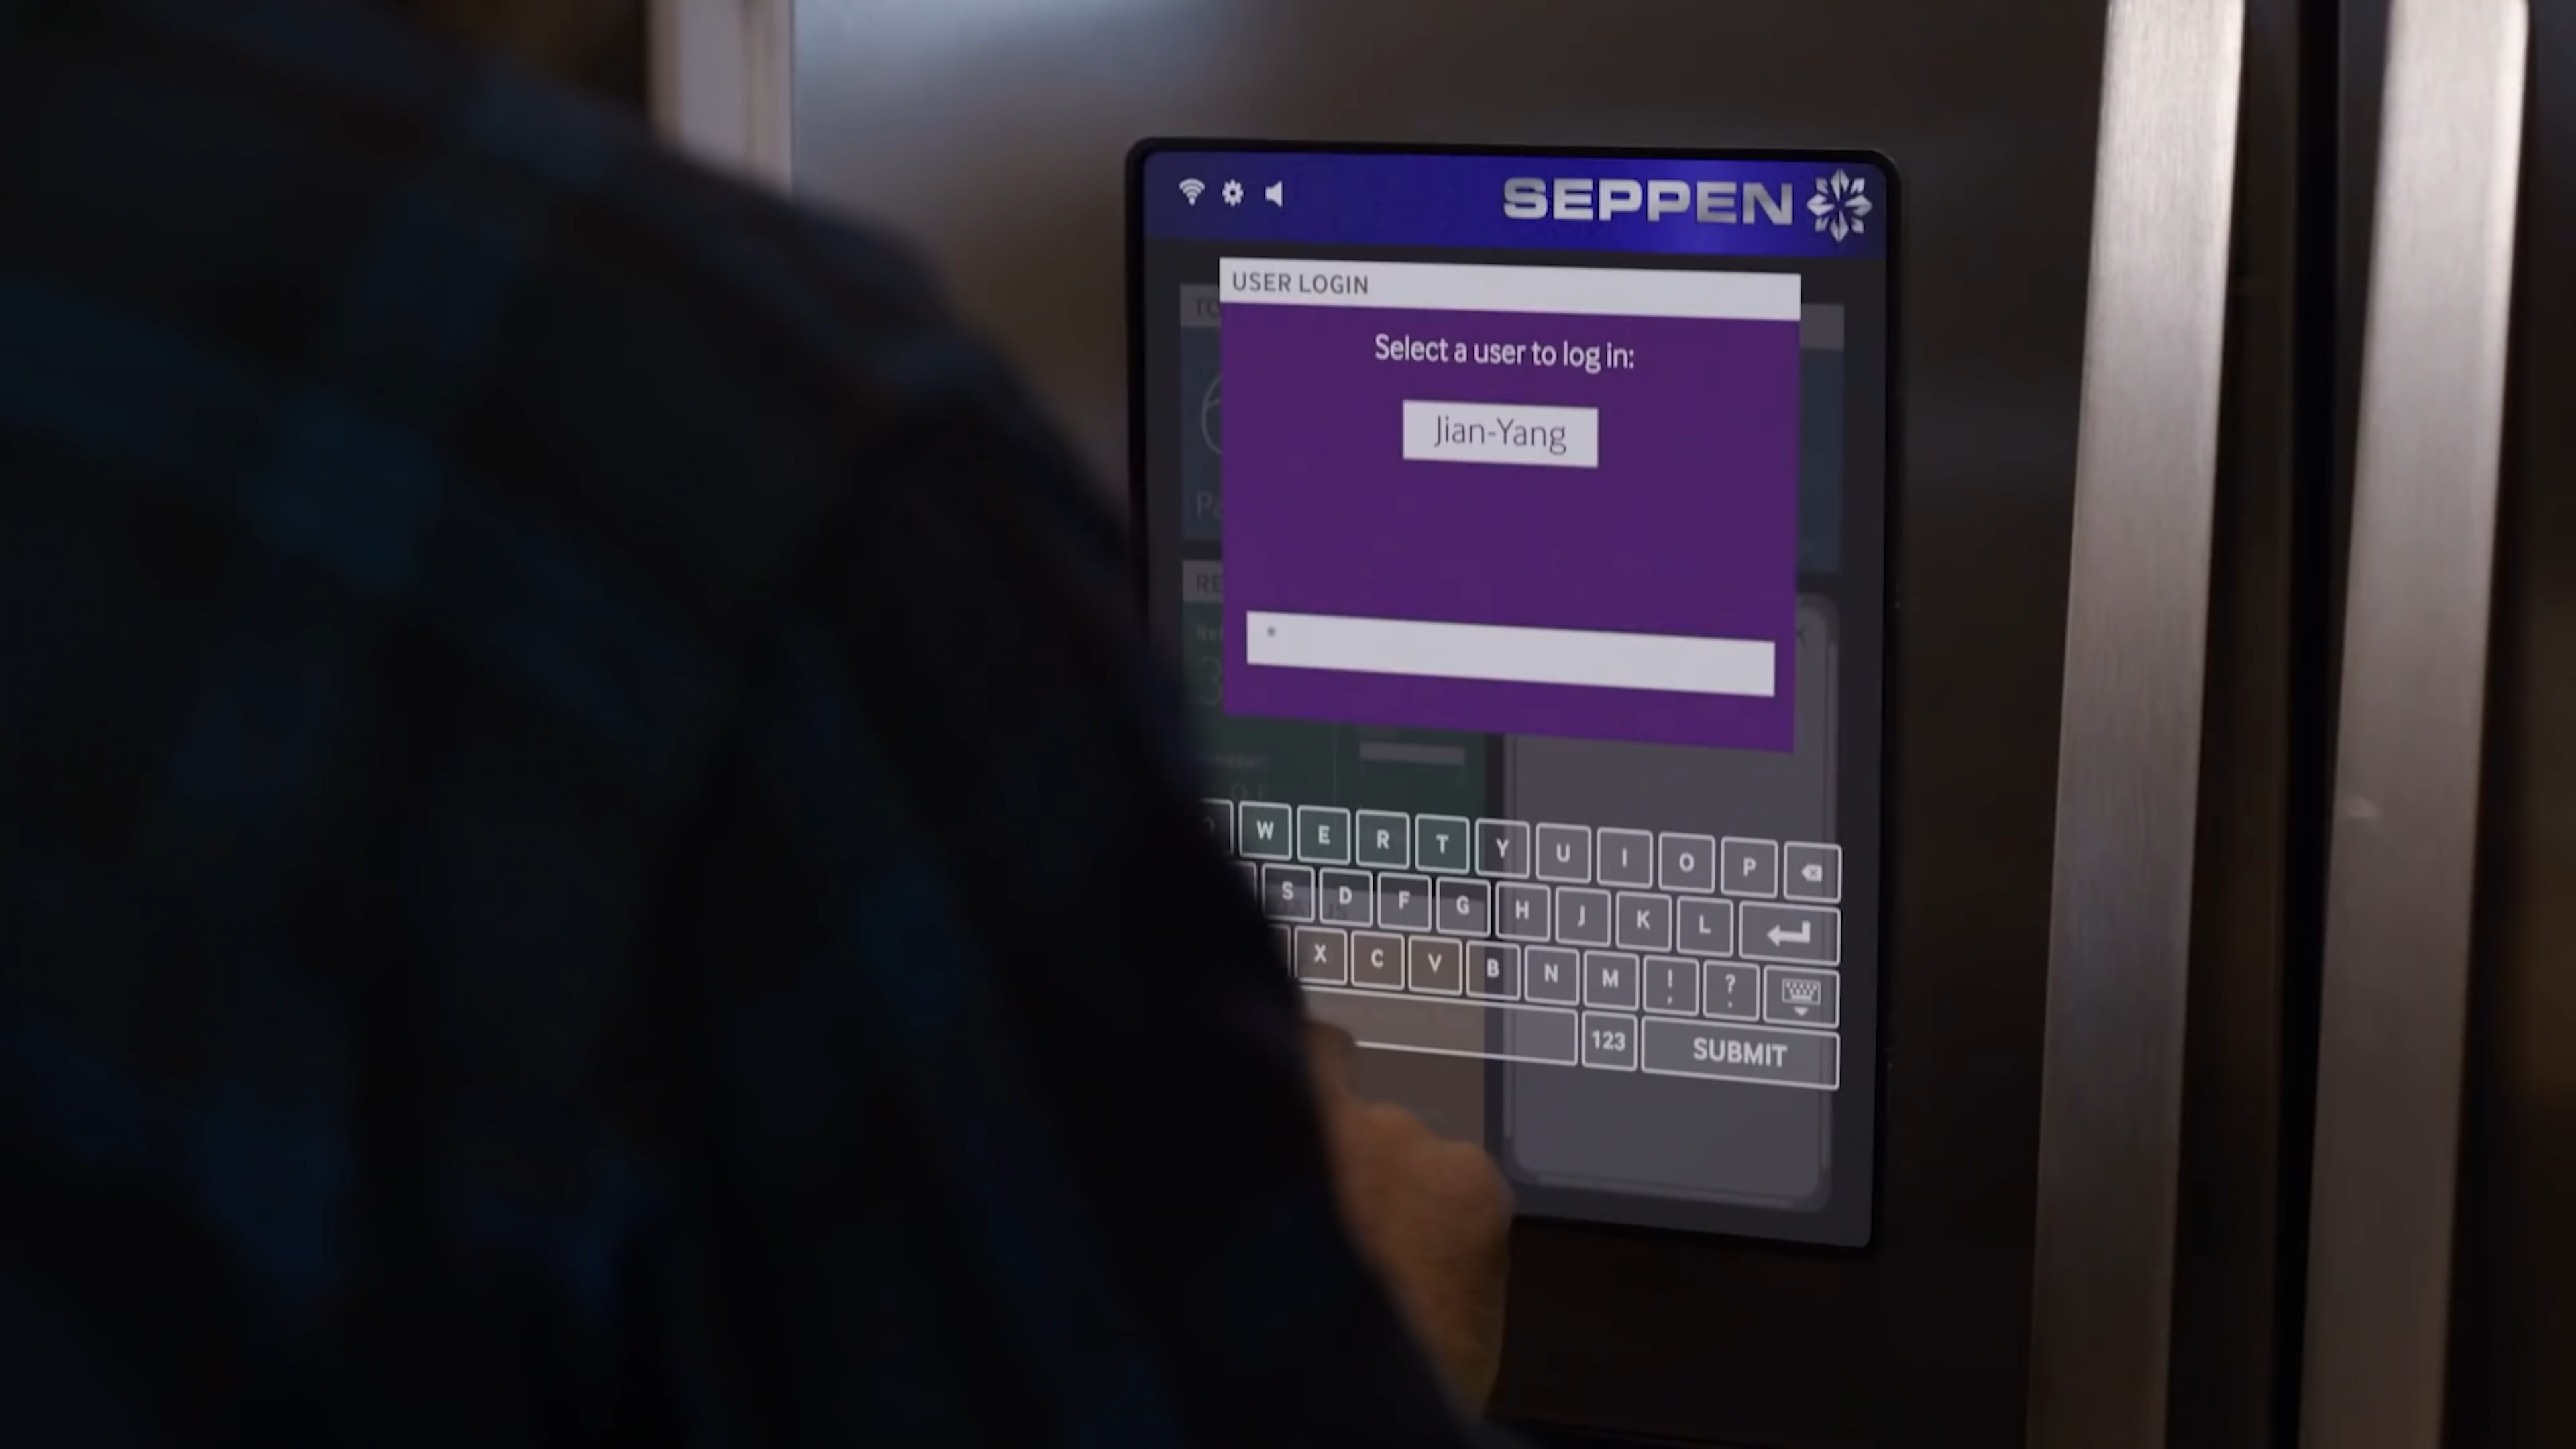 SEPPEN
USER LOGIN
Select a user to log in:
Jian-Yang
*
W E R T Y U I O P
S D F G H J K L
X C V B N M ! , ? .
123 SUBMIT